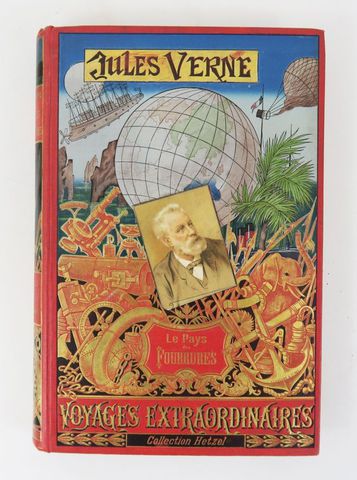 JULES VERNE
Le Pays
des
FOURRURES
VOYAGES EXTRAORDINAIRES
Collection Hetzel